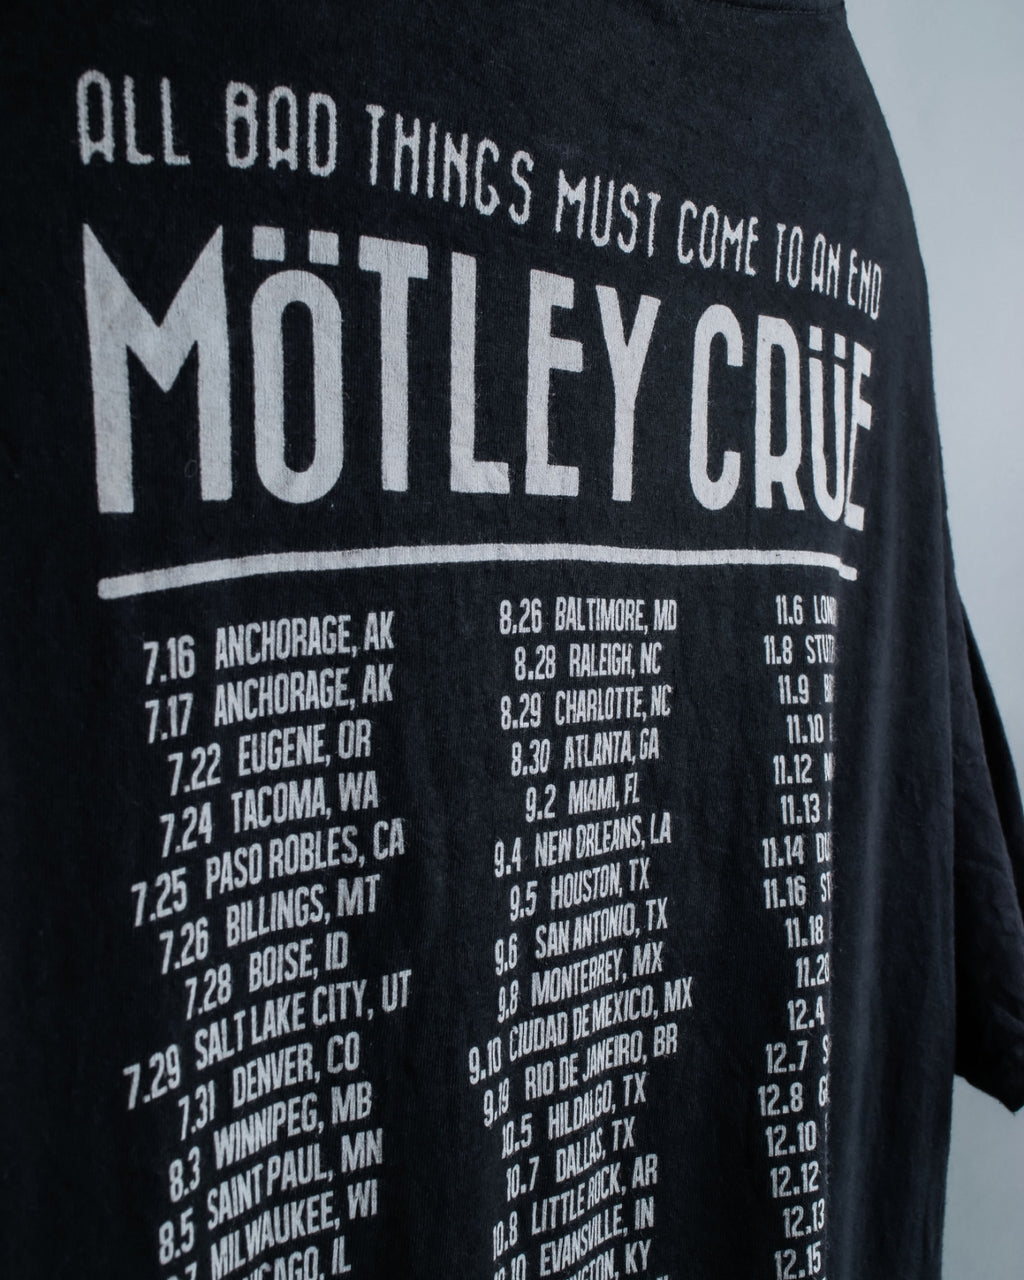 ALL BAD THINGS MUST COME TO AN END
MÖTLEY CRÜE
7.16 ANCHORAGE, AK
7.17 ANCHORAGE, AK
7.22 EUGENE, OR
7.24 TACOMA, WA
7.25 PASO ROBLES, CA
7.26 BILLINGS, MT
7.28 BOISE, ID
7.29 SALT LAKE CITY, UT
7.31 DENVER, CO
8.3 WINNIPEG, MB
8.5 SAINT PAUL, MN
MILWAUKEE, WI
IL
8.26 BALTIMORE, MD
8.28 RALEIGH, NC
8.29 CHARLOTTE, NC
8.30 ATLANTA, GA
9.2 MIAMI, FL
9.4 NEW ORLEANS, LA
9.5 HOUSTON, TX
9.6 SAN ANTONIO, TX
9.8 MONTERREY, MX
9.10 CIUDAD DE MEXICO, MX
9.19 RIO DE JANEIRO, BR
10.5 HILDALGO, TX
10.7 DALLAS, TX
10.8 LITTLE ROCK, AR
10.10 EVANSVILLE, IN
KY
11.6
11.8
11.9
11.10
11.12
11.13
11.14
11.16
11.18
11.20
12.4
12.7
12.8
12.10
12.12
12.13
12.15